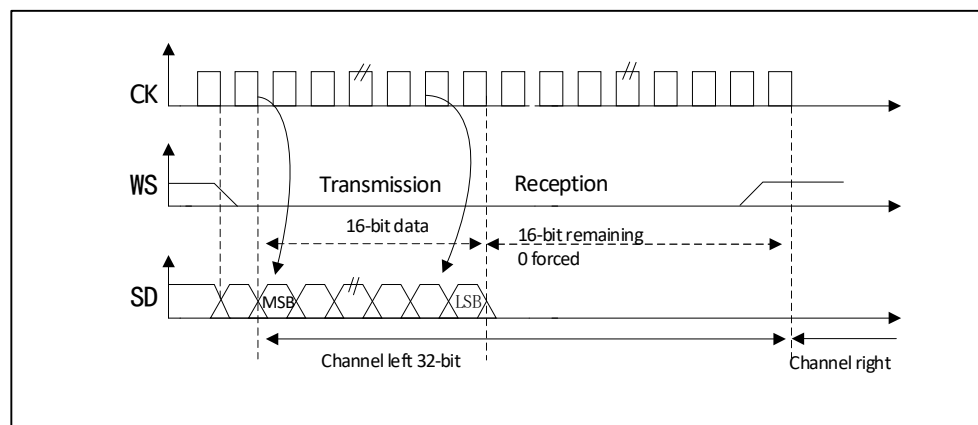 CK
WS
Transmission
Reception
16-bit data
16-bit remaining
0 forced
SD
MSB
LSB
Channel left 32-bit
Channel right